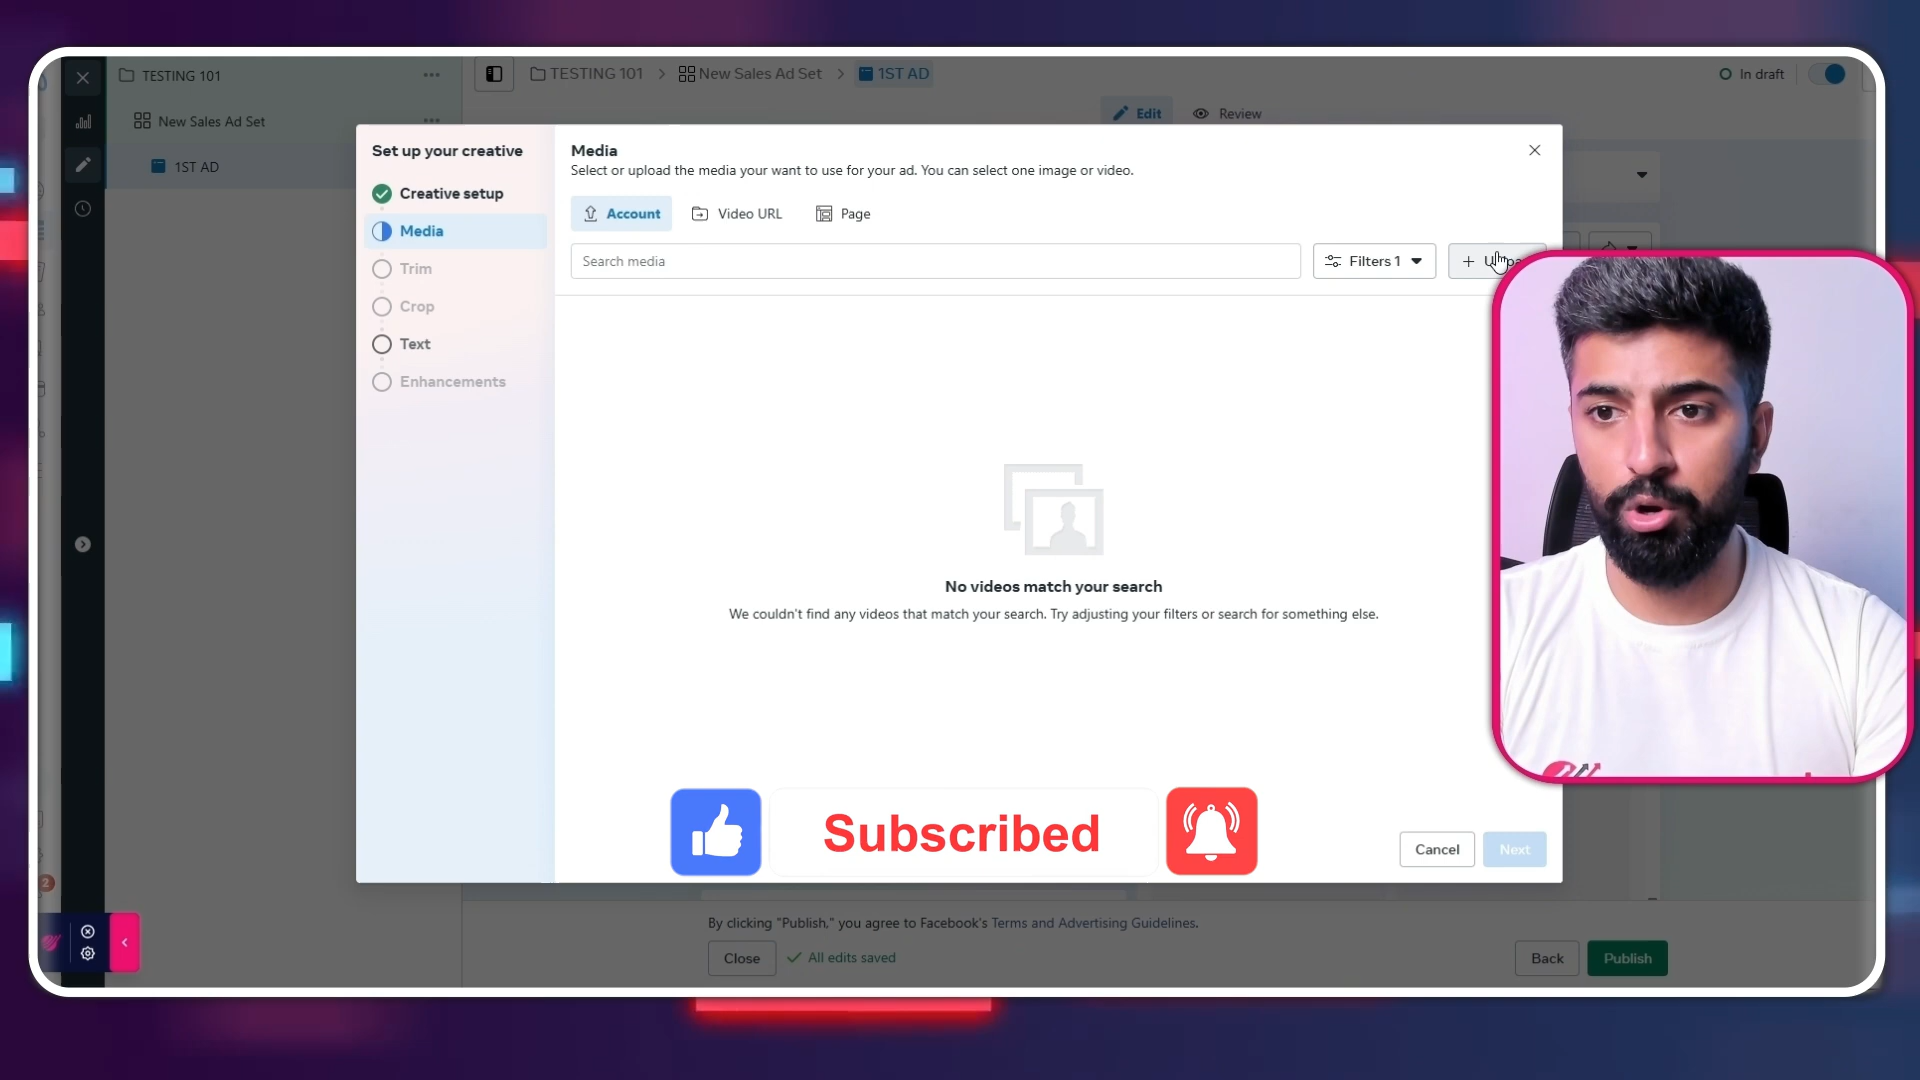 TESTING 101
New Sales Ad Set
1ST AD
TESTING 101
New Sales Ad Set
1ST AD
In draft
Edit
Review
Set up your creative
Creative setup
Media
Trim
Crop
Text
Enhancements
Media
Select or upload the media your want to use for your ad. You can select one image or video.
Account
Video URL
Page
Search media
Filters 1
No videos match your search
We couldn't find any videos that match your search. Try adjusting your filters or search for something else.
Subscribed
Cancel
Next
2
By clicking "Publish," you agree to Facebook's Terms and Advertising Guidelines.
Close
All edits saved
Back
Publish